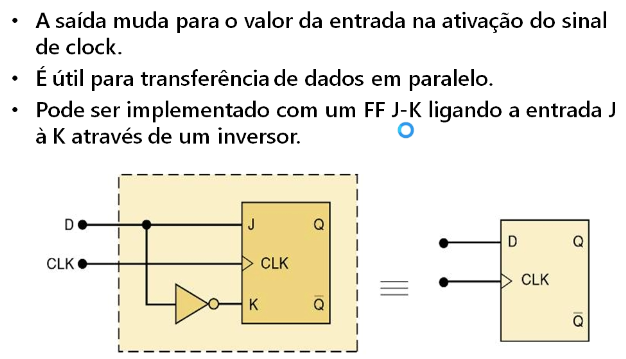 • A saída muda para o valor da entrada na ativação do sinal
de clock.
• É útil para transferência de dados em paralelo.
• Pode ser implementado com um FF J-K ligando a entrada J
à K através de um inversor.
D J Q D Q
CLK CLK CLK
K Q̅ Q̅